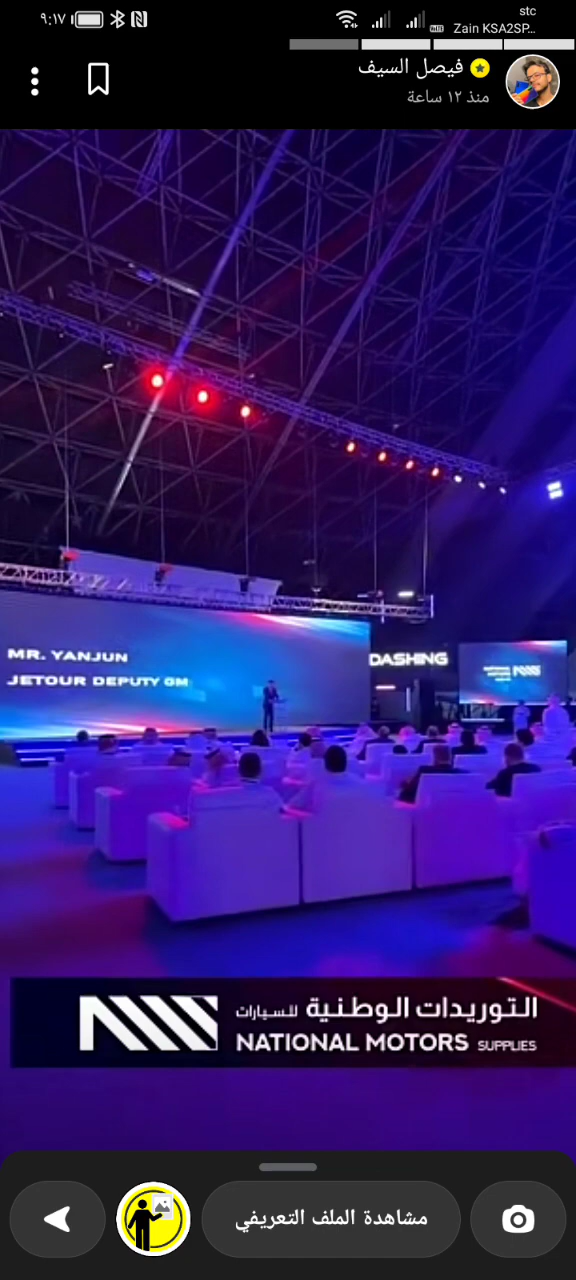 ٩:١٧
stc
Zain KSA2SP...
فيصل السيف
منذ ١٢ ساعة
MR. YANJUN
JETOUR DEPUTY GM
DASHING
التوريدات الوطنية للسيارات
NATIONAL MOTORS SUPPLIES
مشاهدة الملف التعريفي